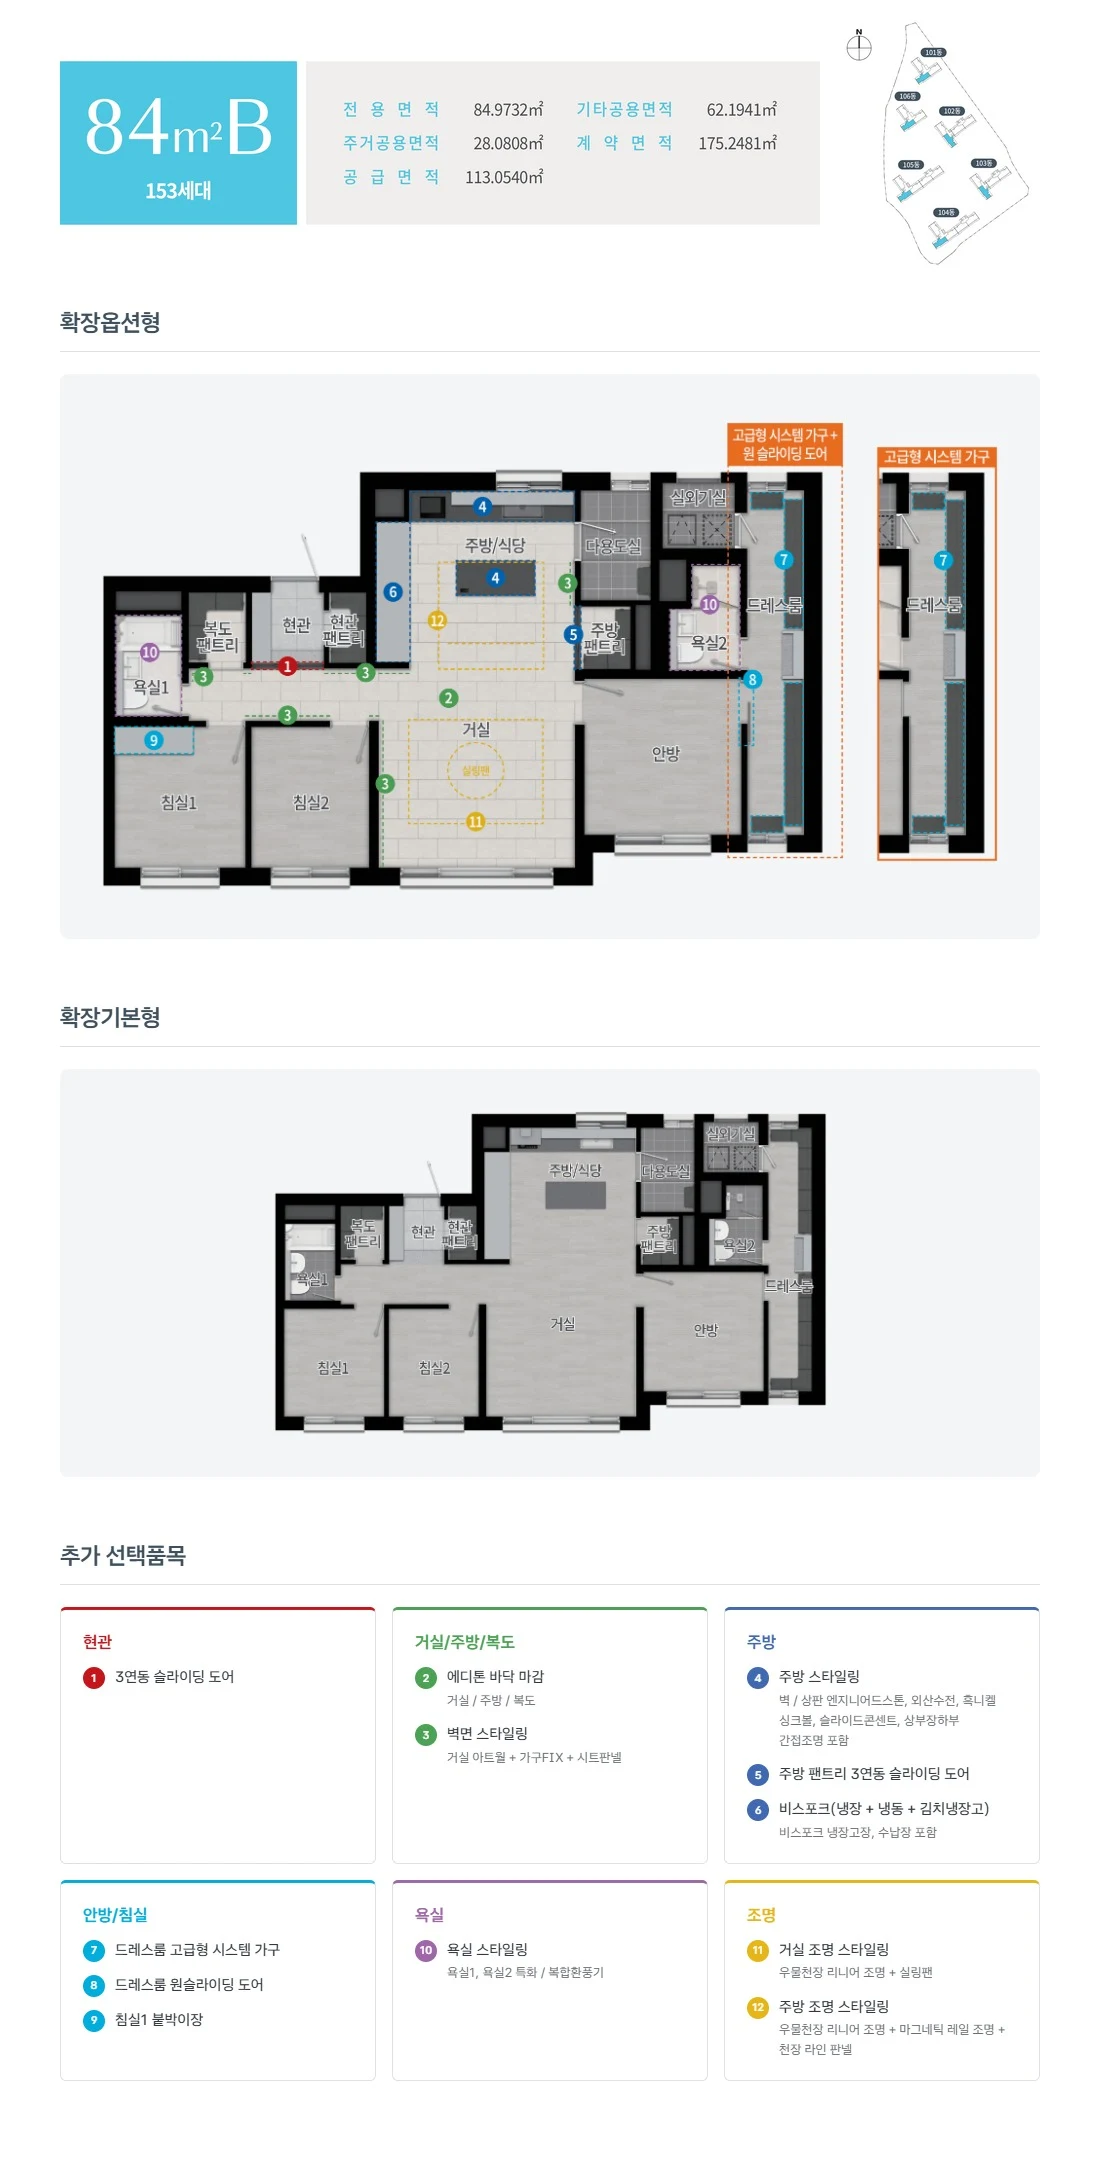 N
101동
106동
102동
105동
103동
104동
84m²B
153세대
전용면적 84.9732㎡ 기타공용면적 62.1941㎡
주거공용면적 28.0808㎡ 계약면적 175.2481㎡
공급면적 113.0540㎡
확장옵션형
고급형 시스템 가구 +
원 슬라이딩 도어
고급형 시스템 가구
실외기실
4
주방/식당
다용도실
7
7
4
3
6
드레스룸
드레스룸
10
12
복도
팬트리
현관
현관
팬트리
5
주방
팬트리
욕실2
10
1
3
3
8
욕실1
2
3
거실
9
안방
실링팬
3
침실1
침실2
11
확장기본형
실외기실
주방/식당
다용도실
복도
팬트리
현관
현관
팬트리
주방
팬트리
욕실2
욕실1
드레스룸
거실
안방
침실1
침실2
추가 선택품목
현관
1 3연동 슬라이딩 도어
거실/주방/복도
2 에디톤 바닥 마감
거실 / 주방 / 복도
3 벽면 스타일링
거실 아트월 + 가구FIX + 시트판넬
주방
4 주방 스타일링
벽 / 상판 엔지니어드스톤, 외산수전, 혹니켈
싱크볼, 슬라이드콘센트, 상부장하부
간접조명 포함
5 주방 팬트리 3연동 슬라이딩 도어
6 비스포크(냉장 + 냉동 + 김치냉장고)
비스포크 냉장고장, 수납장 포함
안방/침실
7 드레스룸 고급형 시스템 가구
8 드레스룸 원슬라이딩 도어
9 침실1 붙박이장
욕실
10 욕실 스타일링
욕실1, 욕실2 특화 / 복합환풍기
조명
11 거실 조명 스타일링
우물천장 리니어 조명 + 실링팬
12 주방 조명 스타일링
우물천장 리니어 조명 + 마그네틱 레일 조명 +
천장 라인 판넬